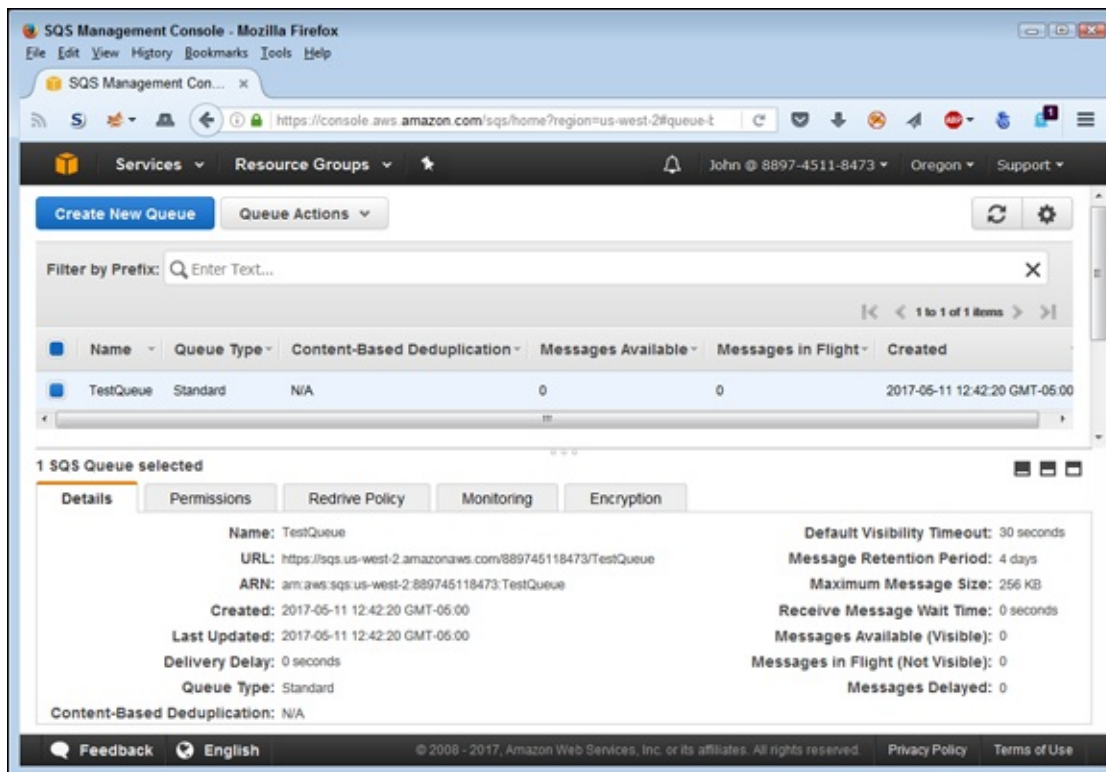 SQS Management Console - Mozilla Firefox
File Edit View History Bookmarks Tools Help
SQS Management Con... ×
https://console.aws.amazon.com/sqs/home?region=us-west-2#queue-b
ABP
1
Services Resource Groups John @ 8897-4511-8473 Oregon Support
Create New Queue Queue Actions
Filter by Prefix: Enter Text...
1 to 1 of 1 items
Name Queue Type Content-Based Deduplication Messages Available Messages in Flight Created
TestQueue Standard N/A 0 0 2017-05-11 12:42:20 GMT-05:00
1 SQS Queue selected
Details Permissions Redrive Policy Monitoring Encryption
Name: TestQueue Default Visibility Timeout: 30 seconds
URL: https://sqs.us-west-2.amazonaws.com/889745118473/TestQueue Message Retention Period: 4 days
ARN: arn:aws:sqs:us-west-2:889745118473:TestQueue Maximum Message Size: 256 KB
Created: 2017-05-11 12:42:20 GMT-05:00 Receive Message Wait Time: 0 seconds
Last Updated: 2017-05-11 12:42:20 GMT-05:00 Messages Available (Visible): 0
Delivery Delay: 0 seconds Messages in Flight (Not Visible): 0
Queue Type: Standard Messages Delayed: 0
Content-Based Deduplication: N/A
Feedback English © 2008 - 2017, Amazon Web Services, Inc. or its affiliates. All rights reserved. Privacy Policy Terms of Use